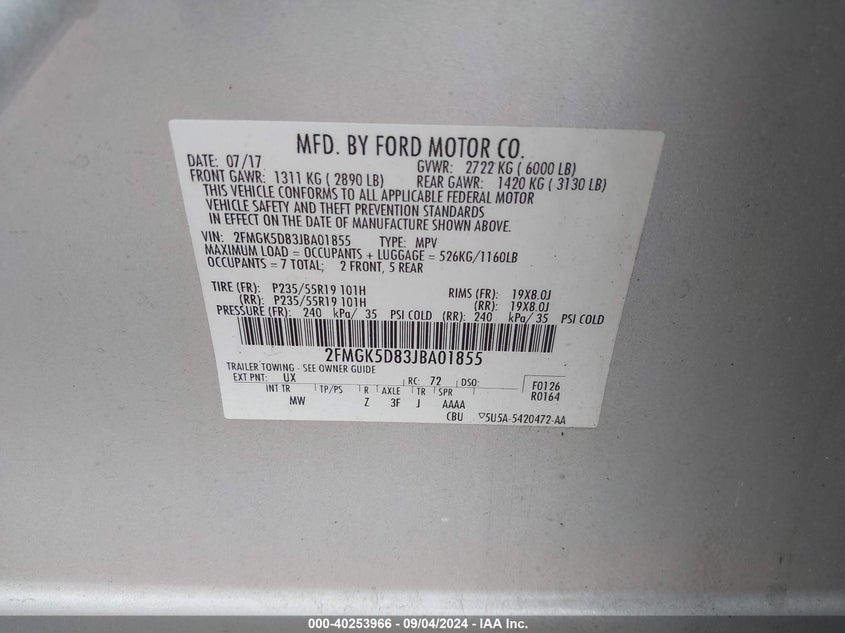 MFD. BY FORD MOTOR CO.
DATE: 07/17 GVWR: 2722 KG ( 6000 LB)
FRONT GAWR: 1311 KG ( 2890 LB) REAR GAWR: 1420 KG ( 3130 LB)
THIS VEHICLE CONFORMS TO ALL APPLICABLE FEDERAL MOTOR
VEHICLE SAFETY AND THEFT PREVENTION STANDARDS
IN EFFECT ON THE DATE OF MANUFACTURE SHOWN ABOVE.
VIN: 2FMGK5D83JBA01855 TYPE: MPV
MAXIMUM LOAD = OCCUPANTS + LUGGAGE = 526KG/1160LB
OCCUPANTS = 7 TOTAL; 2 FRONT, 5 REAR
TIRE (FR): P235/55R19 101H RIMS (FR): 19X8.0J
(RR): P235/55R19 101H (RR): 19X8.0J
PRESSURE (FR): 240 kPa/ 35 PSI COLD (RR): 240 kPa/ 35 PSI COLD
2FMGK5D83JBA01855
TRAILER TOWING - SEE OWNER GUIDE
EXT PNT: UX RC: 72 DSO: F0126
INT TR TP/PS R AXLE TR SPR R0164
MW Z 3F J AAAA
CBU ▽5U5A-5420472-AA
000-40253966 - 09/04/2024 - IAA Inc.